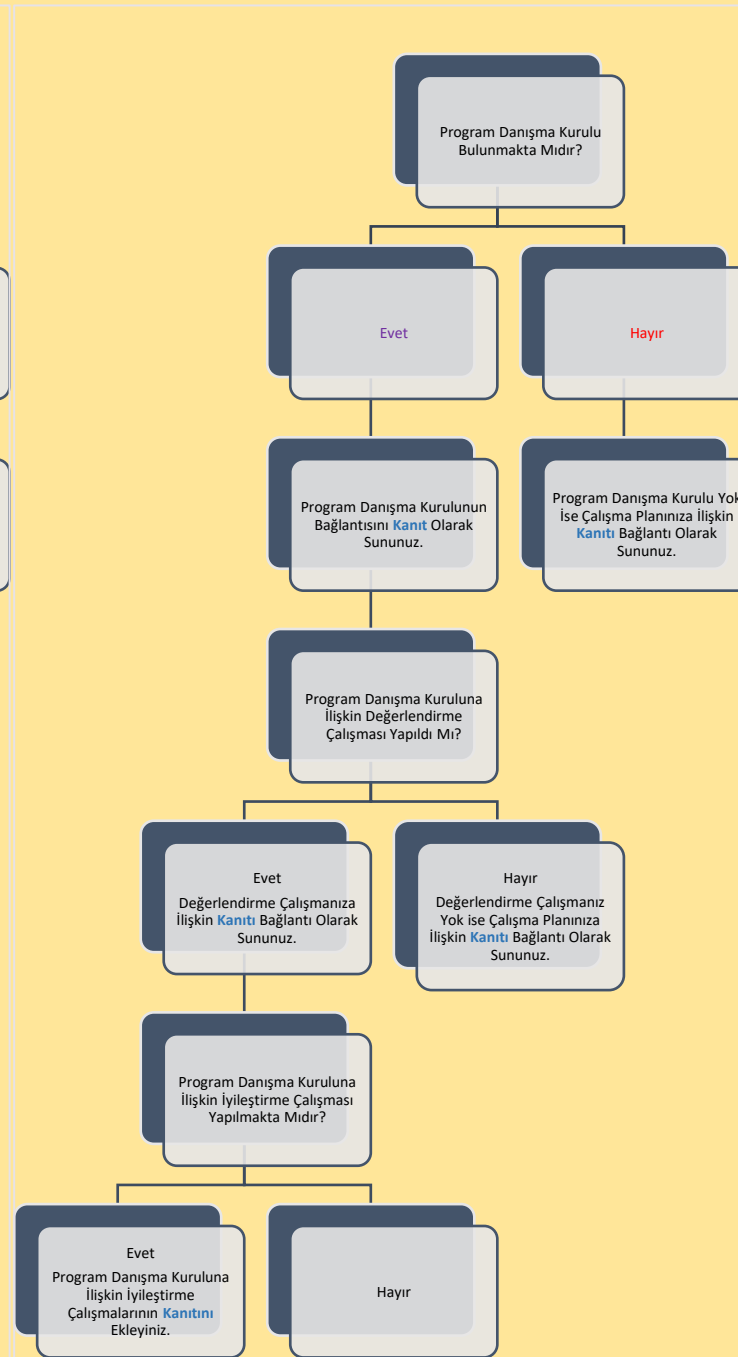 Program Danışma Kurulu
Bulunmakta Mıdır?
Evet
Hayır
Program Danışma Kurulunun
Bağlantısını Kanıt Olarak
Sununuz.
Program Danışma Kurulu Yok
İse Çalışma Planınıza İlişkin
Kanıtı Bağlantı Olarak
Sununuz.
Program Danışma Kuruluna
İlişkin Değerlendirme
Çalışması Yapıldı Mı?
Evet
Değerlendirme Çalışmanıza
İlişkin Kanıtı Bağlantı Olarak
Sununuz.
Hayır
Değerlendirme Çalışmanız
Yok ise Çalışma Planınıza
İlişkin Kanıtı Bağlantı Olarak
Sununuz.
Program Danışma Kuruluna
İlişkin İyileştirme Çalışması
Yapılmakta Mıdır?
Evet
Program Danışma Kuruluna
İlişkin İyileştirme
Çalışmalarının Kanıtını
Ekleyiniz.
Hayır